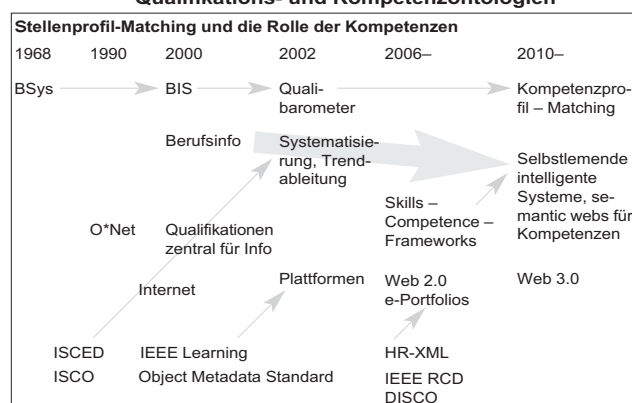 Qualifikations- und Kompetenzontologien
Stellenprofil-Matching und die Rolle der Kompetenzen
1968 1990 2000 2002 2006– 2010–
BSys BIS Quali- Kompetenzpro-
barometer fil – Matching
Berufsinfo Systematisie-
rung, Trend-
ableitung
Selbstlernende
intelligente
Systeme, se-
mantic webs für
Kompetenzen
Skills –
Competence –
Frameworks
O*Net Qualifikationen
zentral für Info
Internet Plattformen Web 2.0 Web 3.0
e-Portfolios
ISCED IEEE Learning HR-XML
ISCO Object Metadata Standard IEEE RCD
DISCO